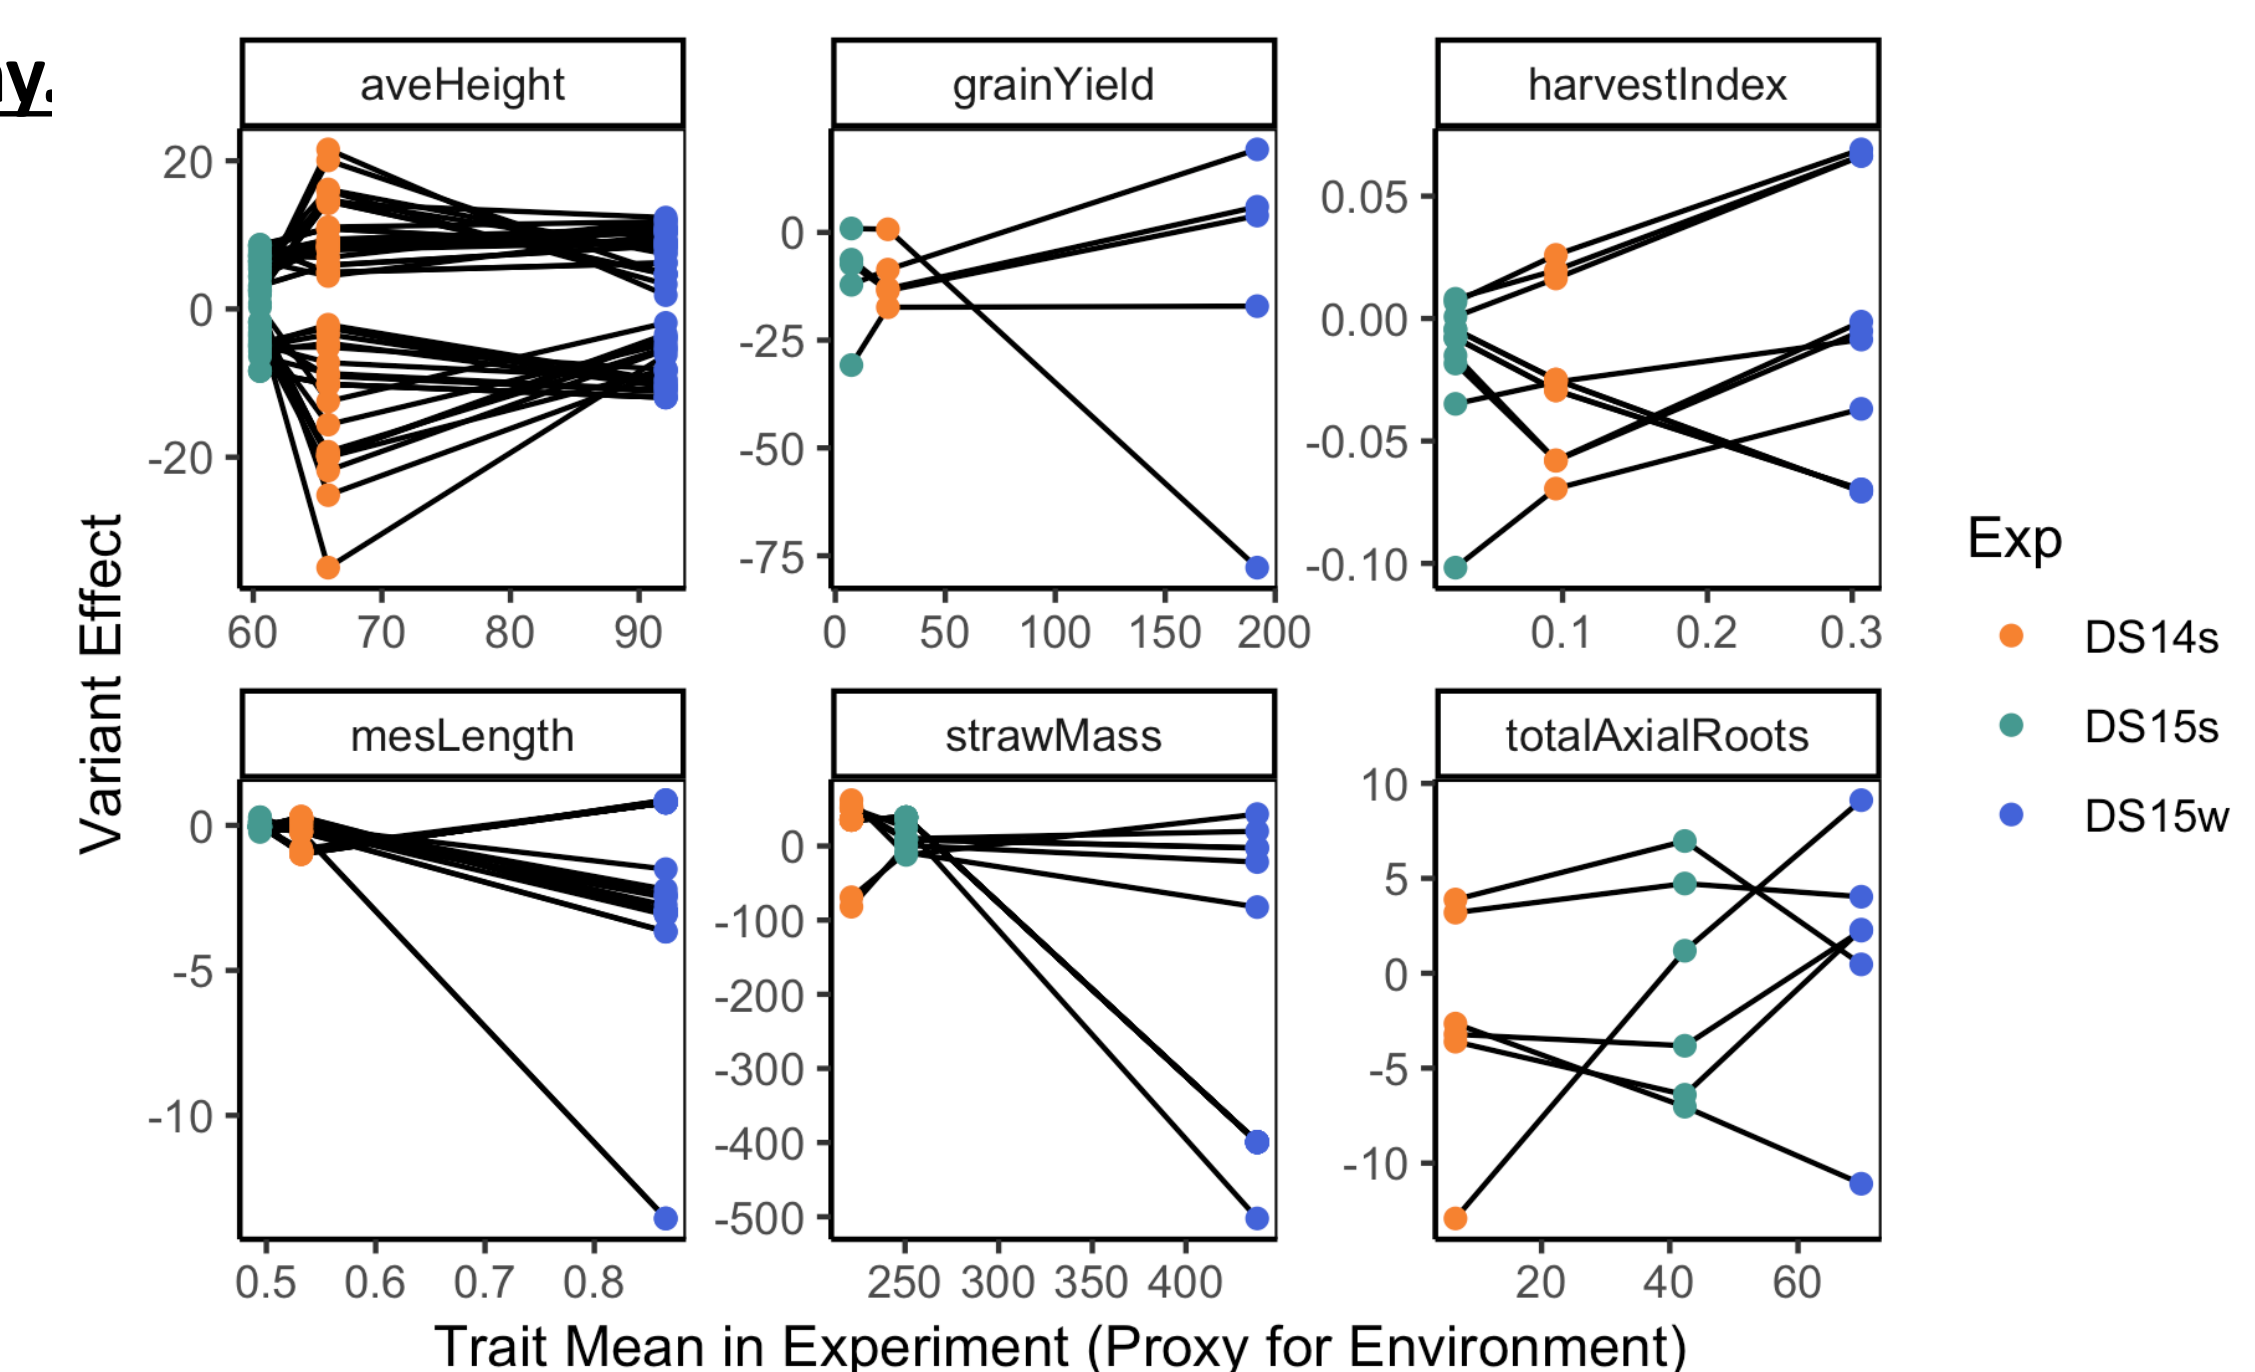 y.
aveHeight grainYield harvestIndex
20
0
-20
60 70 80 90
0
-25
-50
-75
0 50 100 150 200
0.05
0.00
-0.05
-0.10
0.1 0.2 0.3
mesLength strawMass totalAxialRoots
0
-5
-10
0.5 0.6 0.7 0.8
0
-100
-200
-300
-400
-500
250 300 350 400
10
5
0
-5
-10
20 40 60
Variant Effect
Trait Mean in Experiment (Proxy for Environment)
Exp
DS14s
DS15s
DS15w